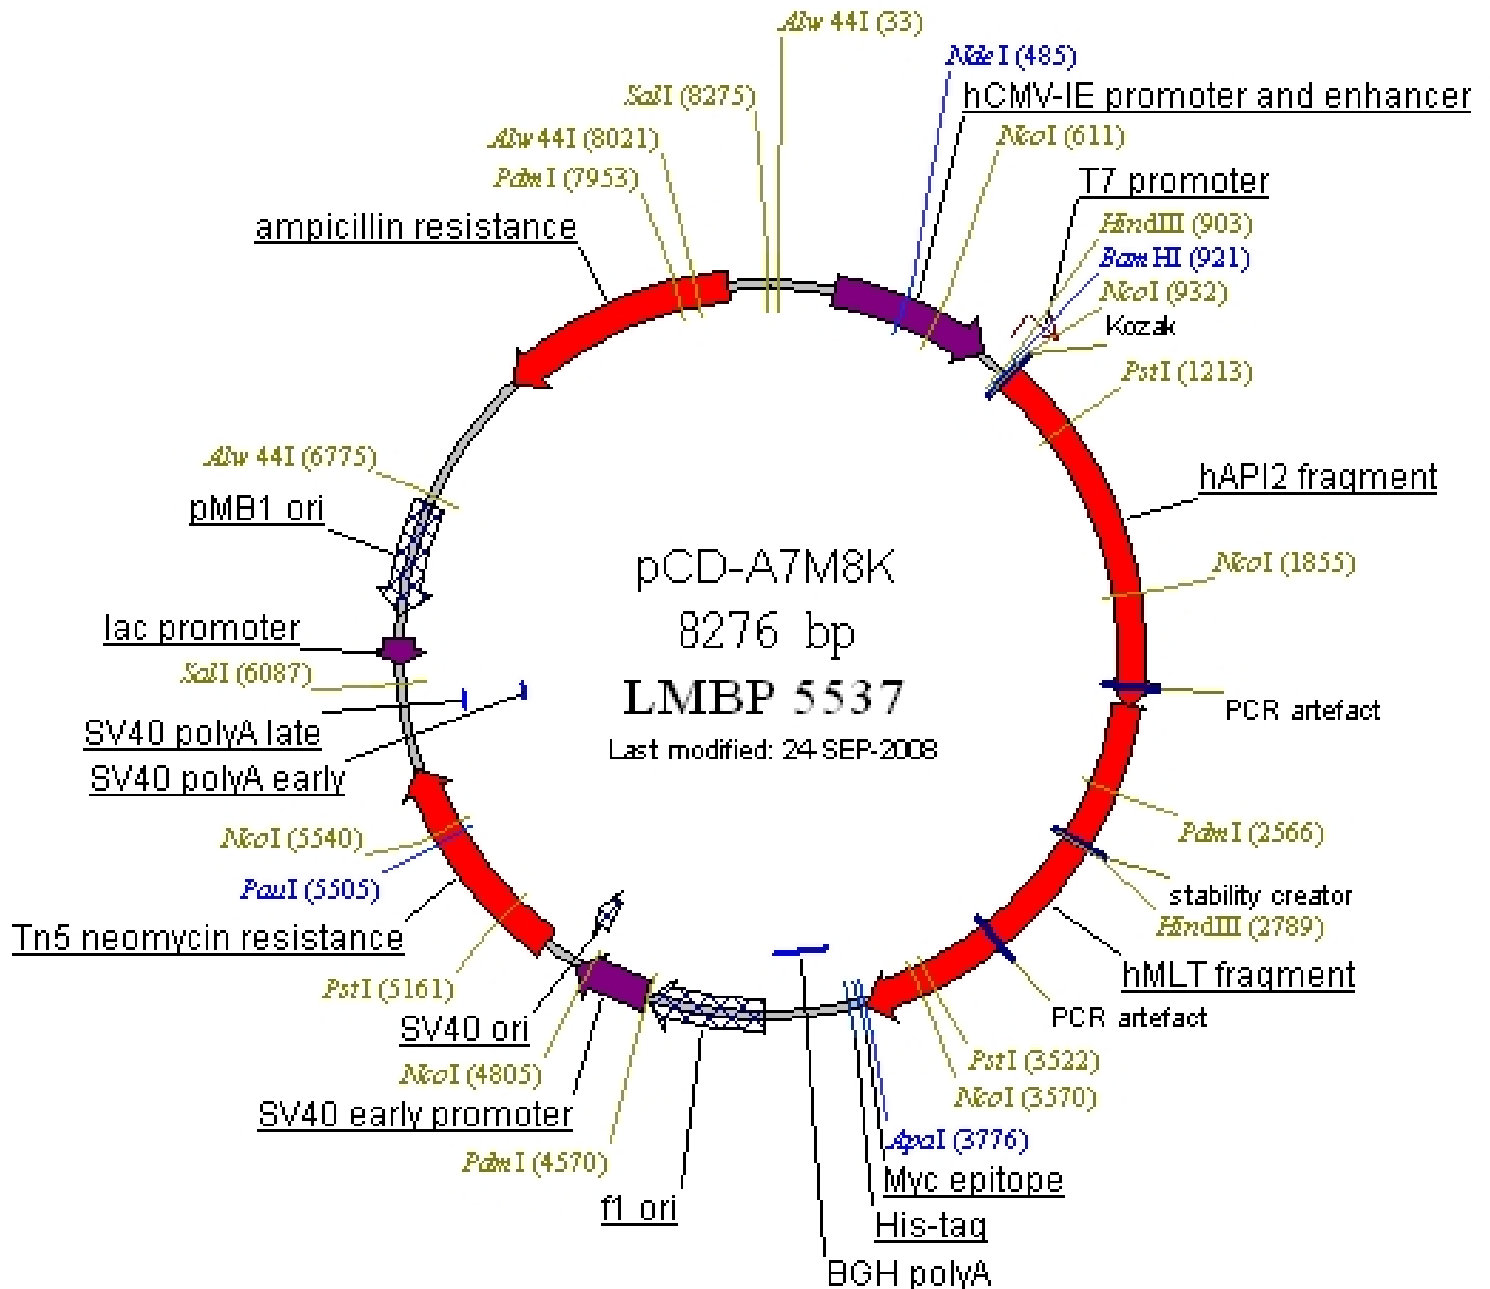 Alw 44I (33)
NdeI (485)
SalI (8275)
hCMV-IE promoter and enhancer
Alw 44I (8021)
NcoI (611)
PdmI (7953)
T7 promoter
ampicillin resistance
HindIII (903)
BamHI (921)
NcoI (932)
Kozak
PstI (1213)
Alw 44I (6775)
hAPI2 fragment
pMB1 ori
pCD-A7M8K
NcoI (1855)
8276 bp
lac promoter
SalI (6087)
LMBP 5537
PCR artefact
SV40 polyA late
Last modified: 24-SEP-2008
SV40 polyA early
NcoI (5540)
PdmI (2566)
PauI (5505)
stability creator
HindIII (2789)
Tn5 neomycin resistance
hMLT fragment
PstI (5161)
PCR artefact
SV40 ori
PstI (3522)
NcoI (4805)
NcoI (3570)
SV40 early promoter
ApaI (3776)
PdmI (4570)
Myc epitope
f1 ori
His-tag
BGH polyA